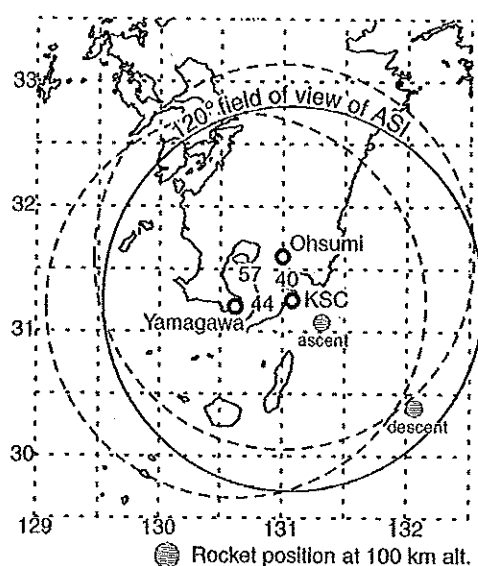 33
120° field of view of ASI
32
Ohsumi
57
40
KSC
44
Yamagawa
31
ascent
descent
30
129
130
131
132
Rocket position at 100 km alt.